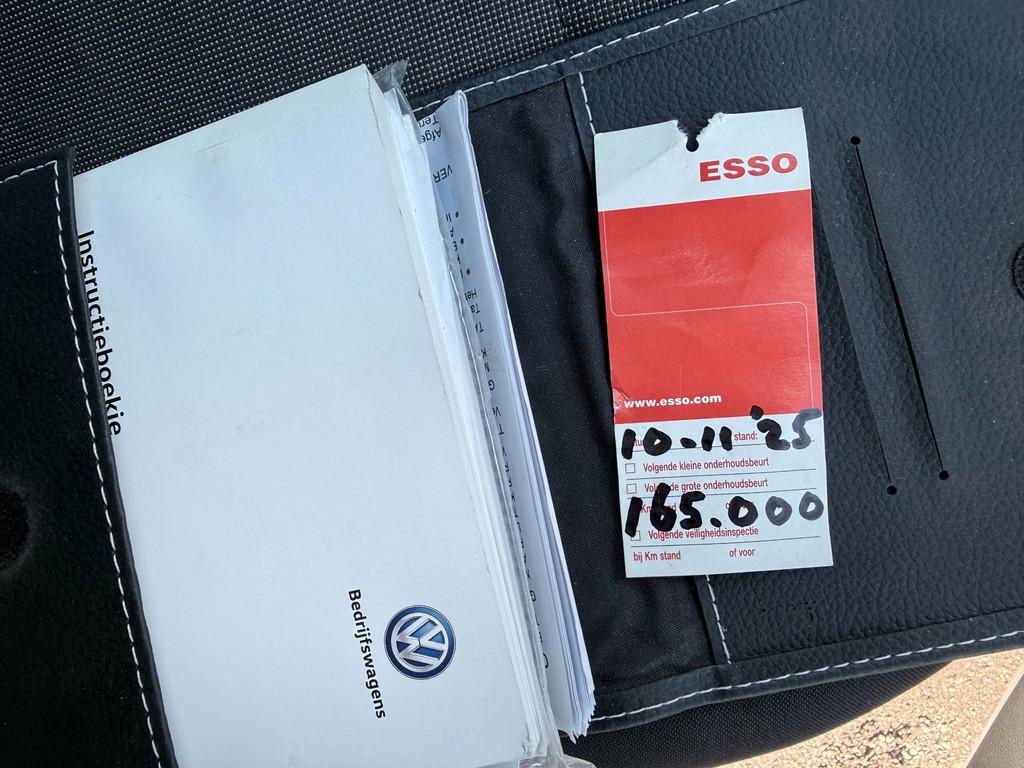 Instructieboekje
Bedrijfswagens
ESSO
www.esso.com
10-11 '25
stand:
Volgende kleine onderhoudsbeurt
grote onderhoudsbeurt
165.000
Volgende veiligheidsinspectie
bij Km stand of voor